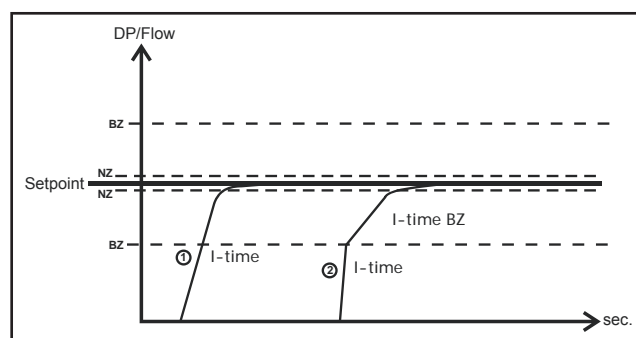 DP/Flow
BZ
NZ
Setpoint
NZ
I-time BZ
BZ
① I-time
② I-time
sec.